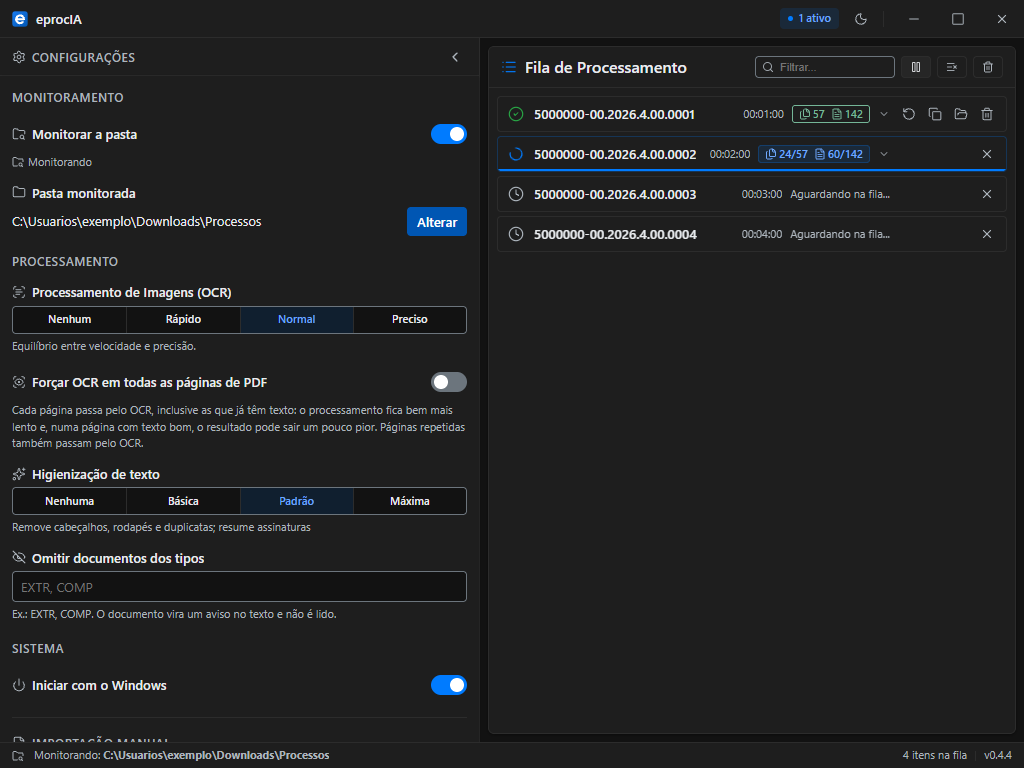 eprocIA
1 ativo
CONFIGURAÇÕES
MONITORAMENTO
Monitorar a pasta
Monitorando
Pasta monitorada
C:\Usuarios\exemplo\Downloads\Processos
Alterar
PROCESSAMENTO
Processamento de Imagens (OCR)
Nenhum Rápido Normal Preciso
Equilíbrio entre velocidade e precisão.
Forçar OCR em todas as páginas de PDF
Cada página passa pelo OCR, inclusive as que já têm texto: o processamento fica bem mais
lento e, numa página com texto bom, o resultado pode sair um pouco pior. Páginas repetidas
também passam pelo OCR.
Higienização de texto
Nenhuma Básica Padrão Máxima
Remove cabeçalhos, rodapés e duplicatas; resume assinaturas
Omitir documentos dos tipos
EXTR, COMP
Ex.: EXTR, COMP. O documento vira um aviso no texto e não é lido.
SISTEMA
Iniciar com o Windows
IMPORTAÇÃO MANUAL
Fila de Processamento
Filtrar...
5000000-00.2026.4.00.0001 00:01:00 57 142
5000000-00.2026.4.00.0002 00:02:00 24/57 60/142
5000000-00.2026.4.00.0003 00:03:00 Aguardando na fila...
5000000-00.2026.4.00.0004 00:04:00 Aguardando na fila...
Monitorando: C:\Usuarios\exemplo\Downloads\Processos
4 itens na fila
v0.4.4